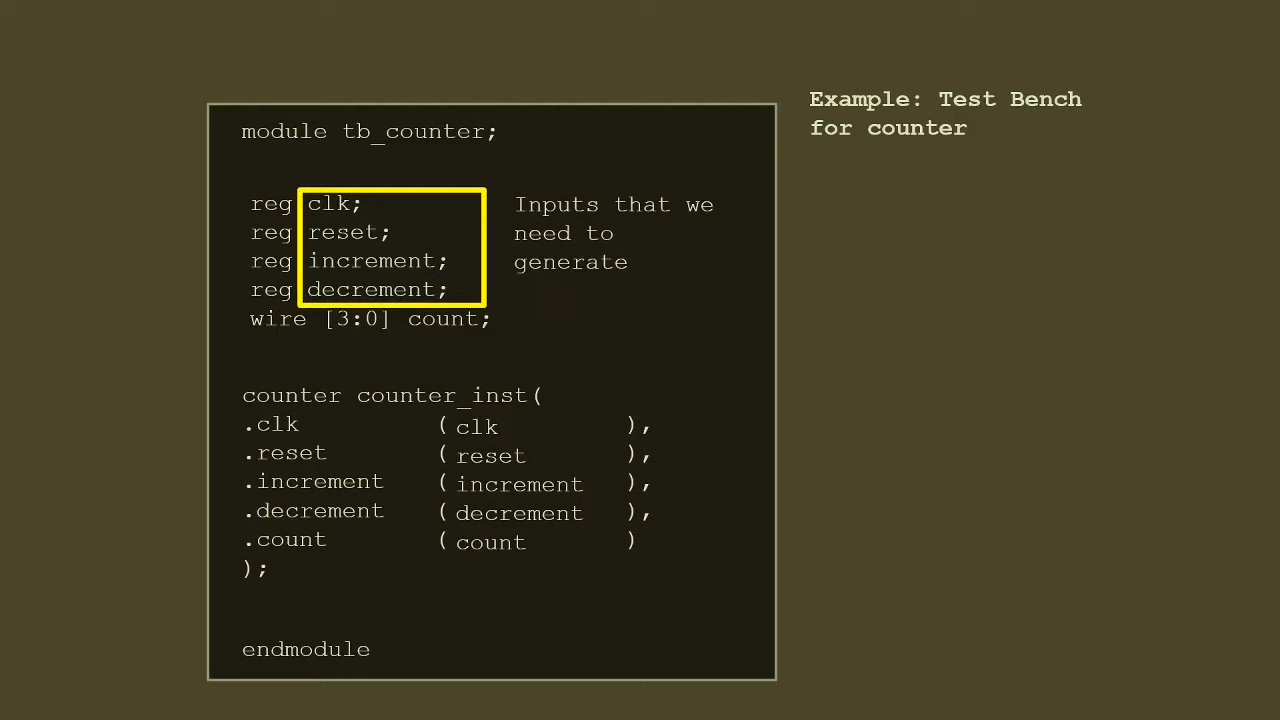 Example: Test Bench
for counter
module tb_counter;
reg clk;
reg reset;
reg increment;
reg decrement;
wire [3:0] count;
Inputs that we
need to
generate
counter counter_inst(
.clk ( clk ),
.reset ( reset ),
.increment ( increment ),
.decrement ( decrement ),
.count ( count )
);
endmodule